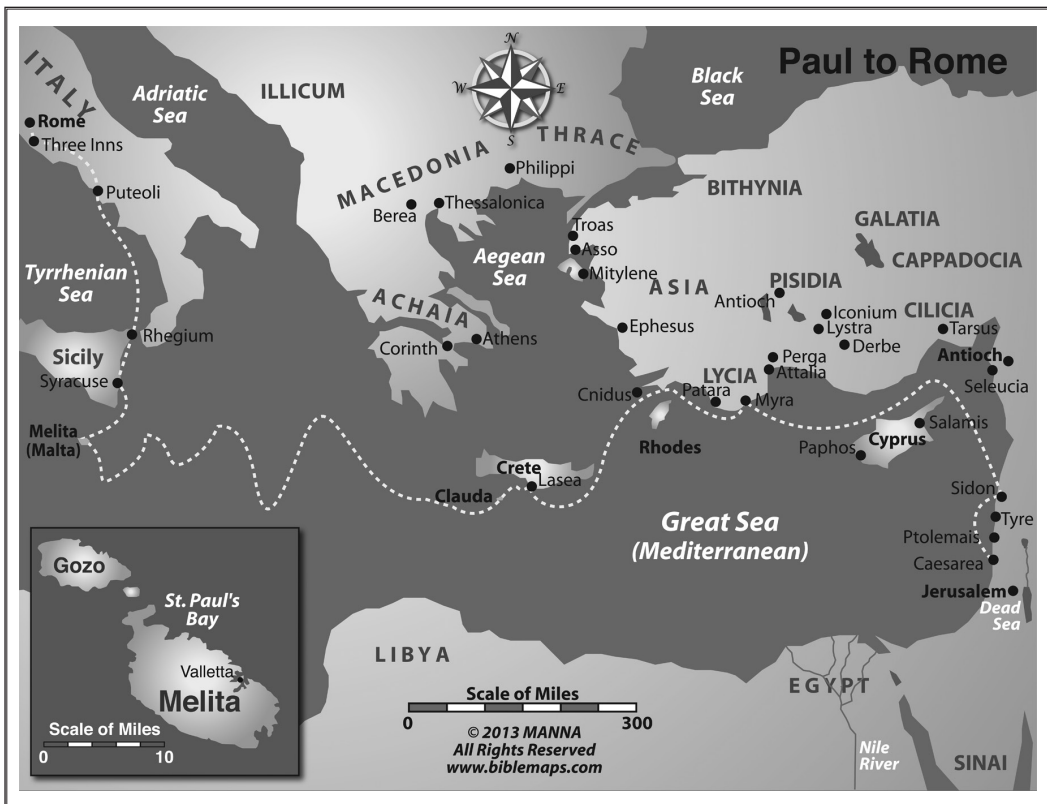 Paul to Rome
N
W
E
S
ITALY
Adriatic
Sea
ILLICUM
Black
Sea
Rome
Three Inns
THRACE
MACEDONIA
Philippi
Puteoli
Berea
Thessalonica
BITHYNIA
Troas
Asso
Mitylene
GALATIA
CAPPADOCIA
Tyrrhenian
Sea
Aegean
Sea
ASIA
PISIDIA
Antioch
Iconium
Lystra
Derbe
CILICIA
Tarsus
ACHAIA
Rhegium
Athens
Corinth
Ephesus
Sicily
Syracuse
Perga
Attalia
LYCIA
Antioch
Seleucia
Cnidus
Patara
Myra
Melita
(Malta)
Rhodes
Salamis
Cyprus
Paphos
Crete
Lasea
Clauda
Sidon
Tyre
Ptolemais
Caesarea
Great Sea
(Mediterranean)
Jerusalem
Dead
Sea
Gozo
St. Paul's
Bay
Valletta
Melita
Scale of Miles
0 10
LIBYA
EGYPT
Scale of Miles
0 300
© 2013 MANNA
All Rights Reserved
www.biblemaps.com
Nile
River
SINAI